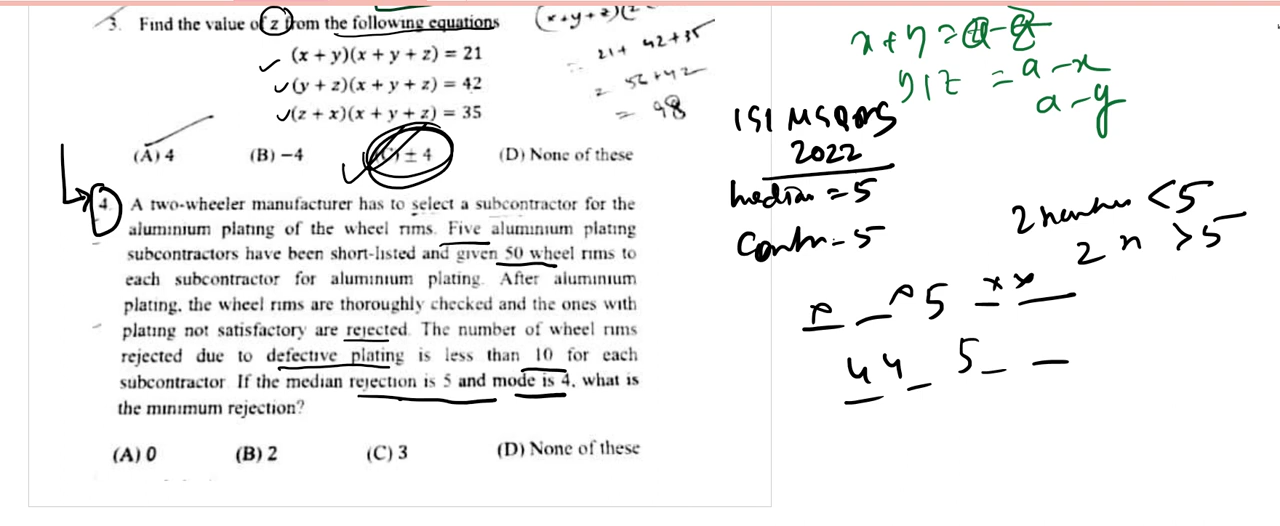 3. Find the value of z from the following equations
(x + y)(x + y + z) = 21
(y + z)(x + y + z) = 42
(z + x)(x + y + z) = 35
(A) 4 (B) −4 (C) ± 4 (D) None of these
4. A two-wheeler manufacturer has to select a subcontractor for the
aluminium plating of the wheel rims. Five aluminium plating
subcontractors have been short-listed and given 50 wheel rims to
each subcontractor for aluminium plating. After aluminium
plating, the wheel rims are thoroughly checked and the ones with
plating not satisfactory are rejected. The number of wheel rims
rejected due to defective plating is less than 10 for each
subcontractor. If the median rejection is 5 and mode is 4, what is
the minimum rejection?
(A) 0 (B) 2 (C) 3 (D) None of these
= 21 + 42 + 35
= 56 + 42
= 98
x + y = a − z
y + z = a − x
a − y
ISI MSQMS
2022
median = 5
Contr = 5
< 5
2 n > 5
5 x x
4 4 5